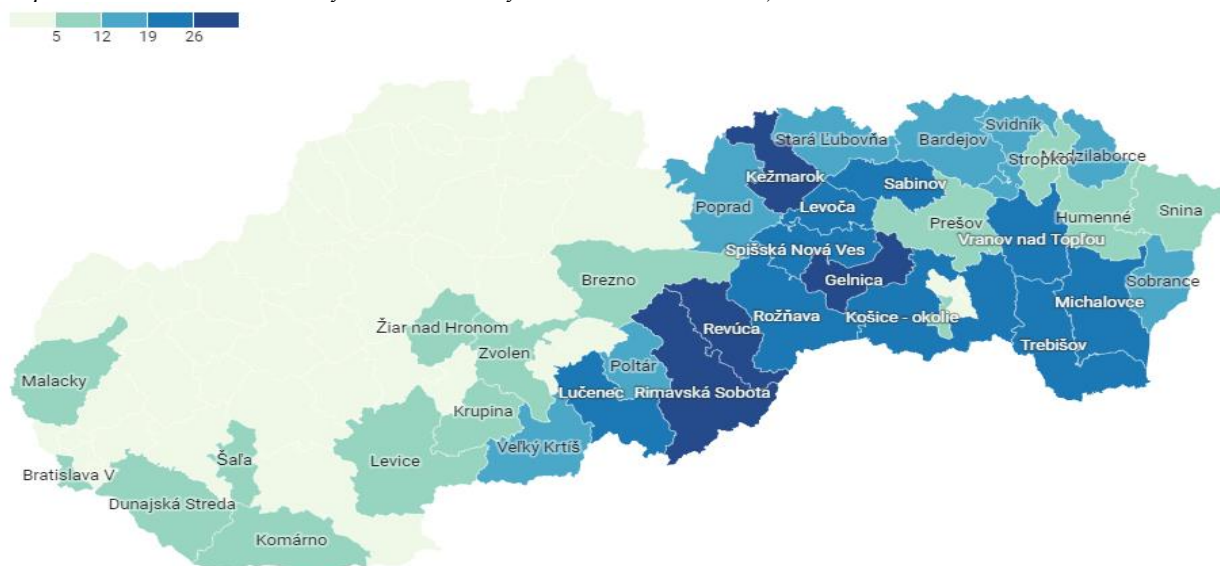 5 12 19 26
Svidník
Stará Ľubovňa
Bardejov
Stropkov
Medzilaborce
Kežmarok
Sabinov
Poprad
Levoča
Prešov
Humenné
Snina
Spišská Nová Ves
Vranov nad Topľou
Brezno
Gelnica
Sobrance
Michalovce
Žiar nad Hronom
Revúca
Rožňava
Košice - okolie
Zvolen
Trebišov
Poltár
Malacky
Lučenec
Rimavská Sobota
Krupina
Veľký Krtíš
Šaľa
Levice
Bratislava V
Dunajská Streda
Komárno